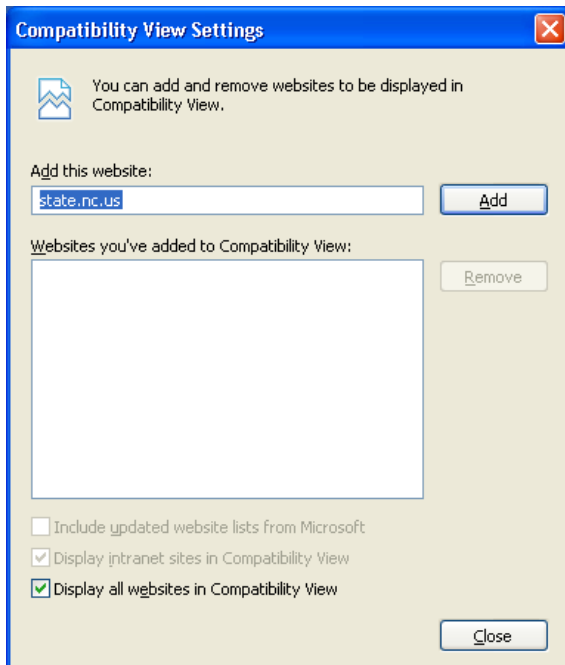 Compatibility View Settings
You can add and remove websites to be displayed in
Compatibility View.
Add this website:
state.nc.us
Add
Websites you've added to Compatibility View:
Remove
Include updated website lists from Microsoft
Display intranet sites in Compatibility View
Display all websites in Compatibility View
Close